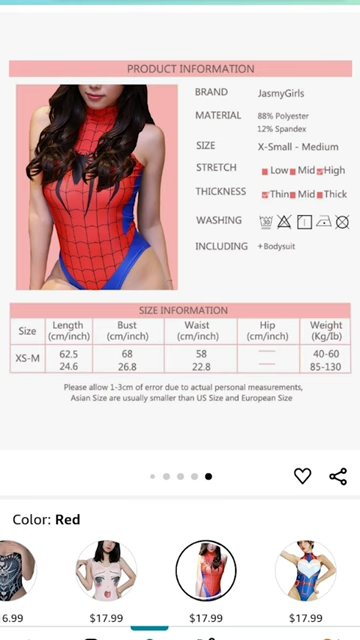 PRODUCT INFORMATION
BRAND JasmyGirls
MATERIAL 88% Polyester
12% Spandex
SIZE X-Small - Medium
STRETCH Low Mid High
THICKNESS Thin Mid Thick
WASHING
INCLUDING +Bodysuit
SIZE INFORMATION
Size Length (cm/inch) Bust (cm/inch) Waist (cm/inch) Hip (cm/inch) Weight (Kg/Ib)
XS-M 62.5 68 58 40-60
24.6 26.8 22.8 85-130
Please allow 1-3cm of error due to actual personal measurements,
Asian Size are usually smaller than US Size and European Size
Color: Red
6.99 $17.99 $17.99 $17.99